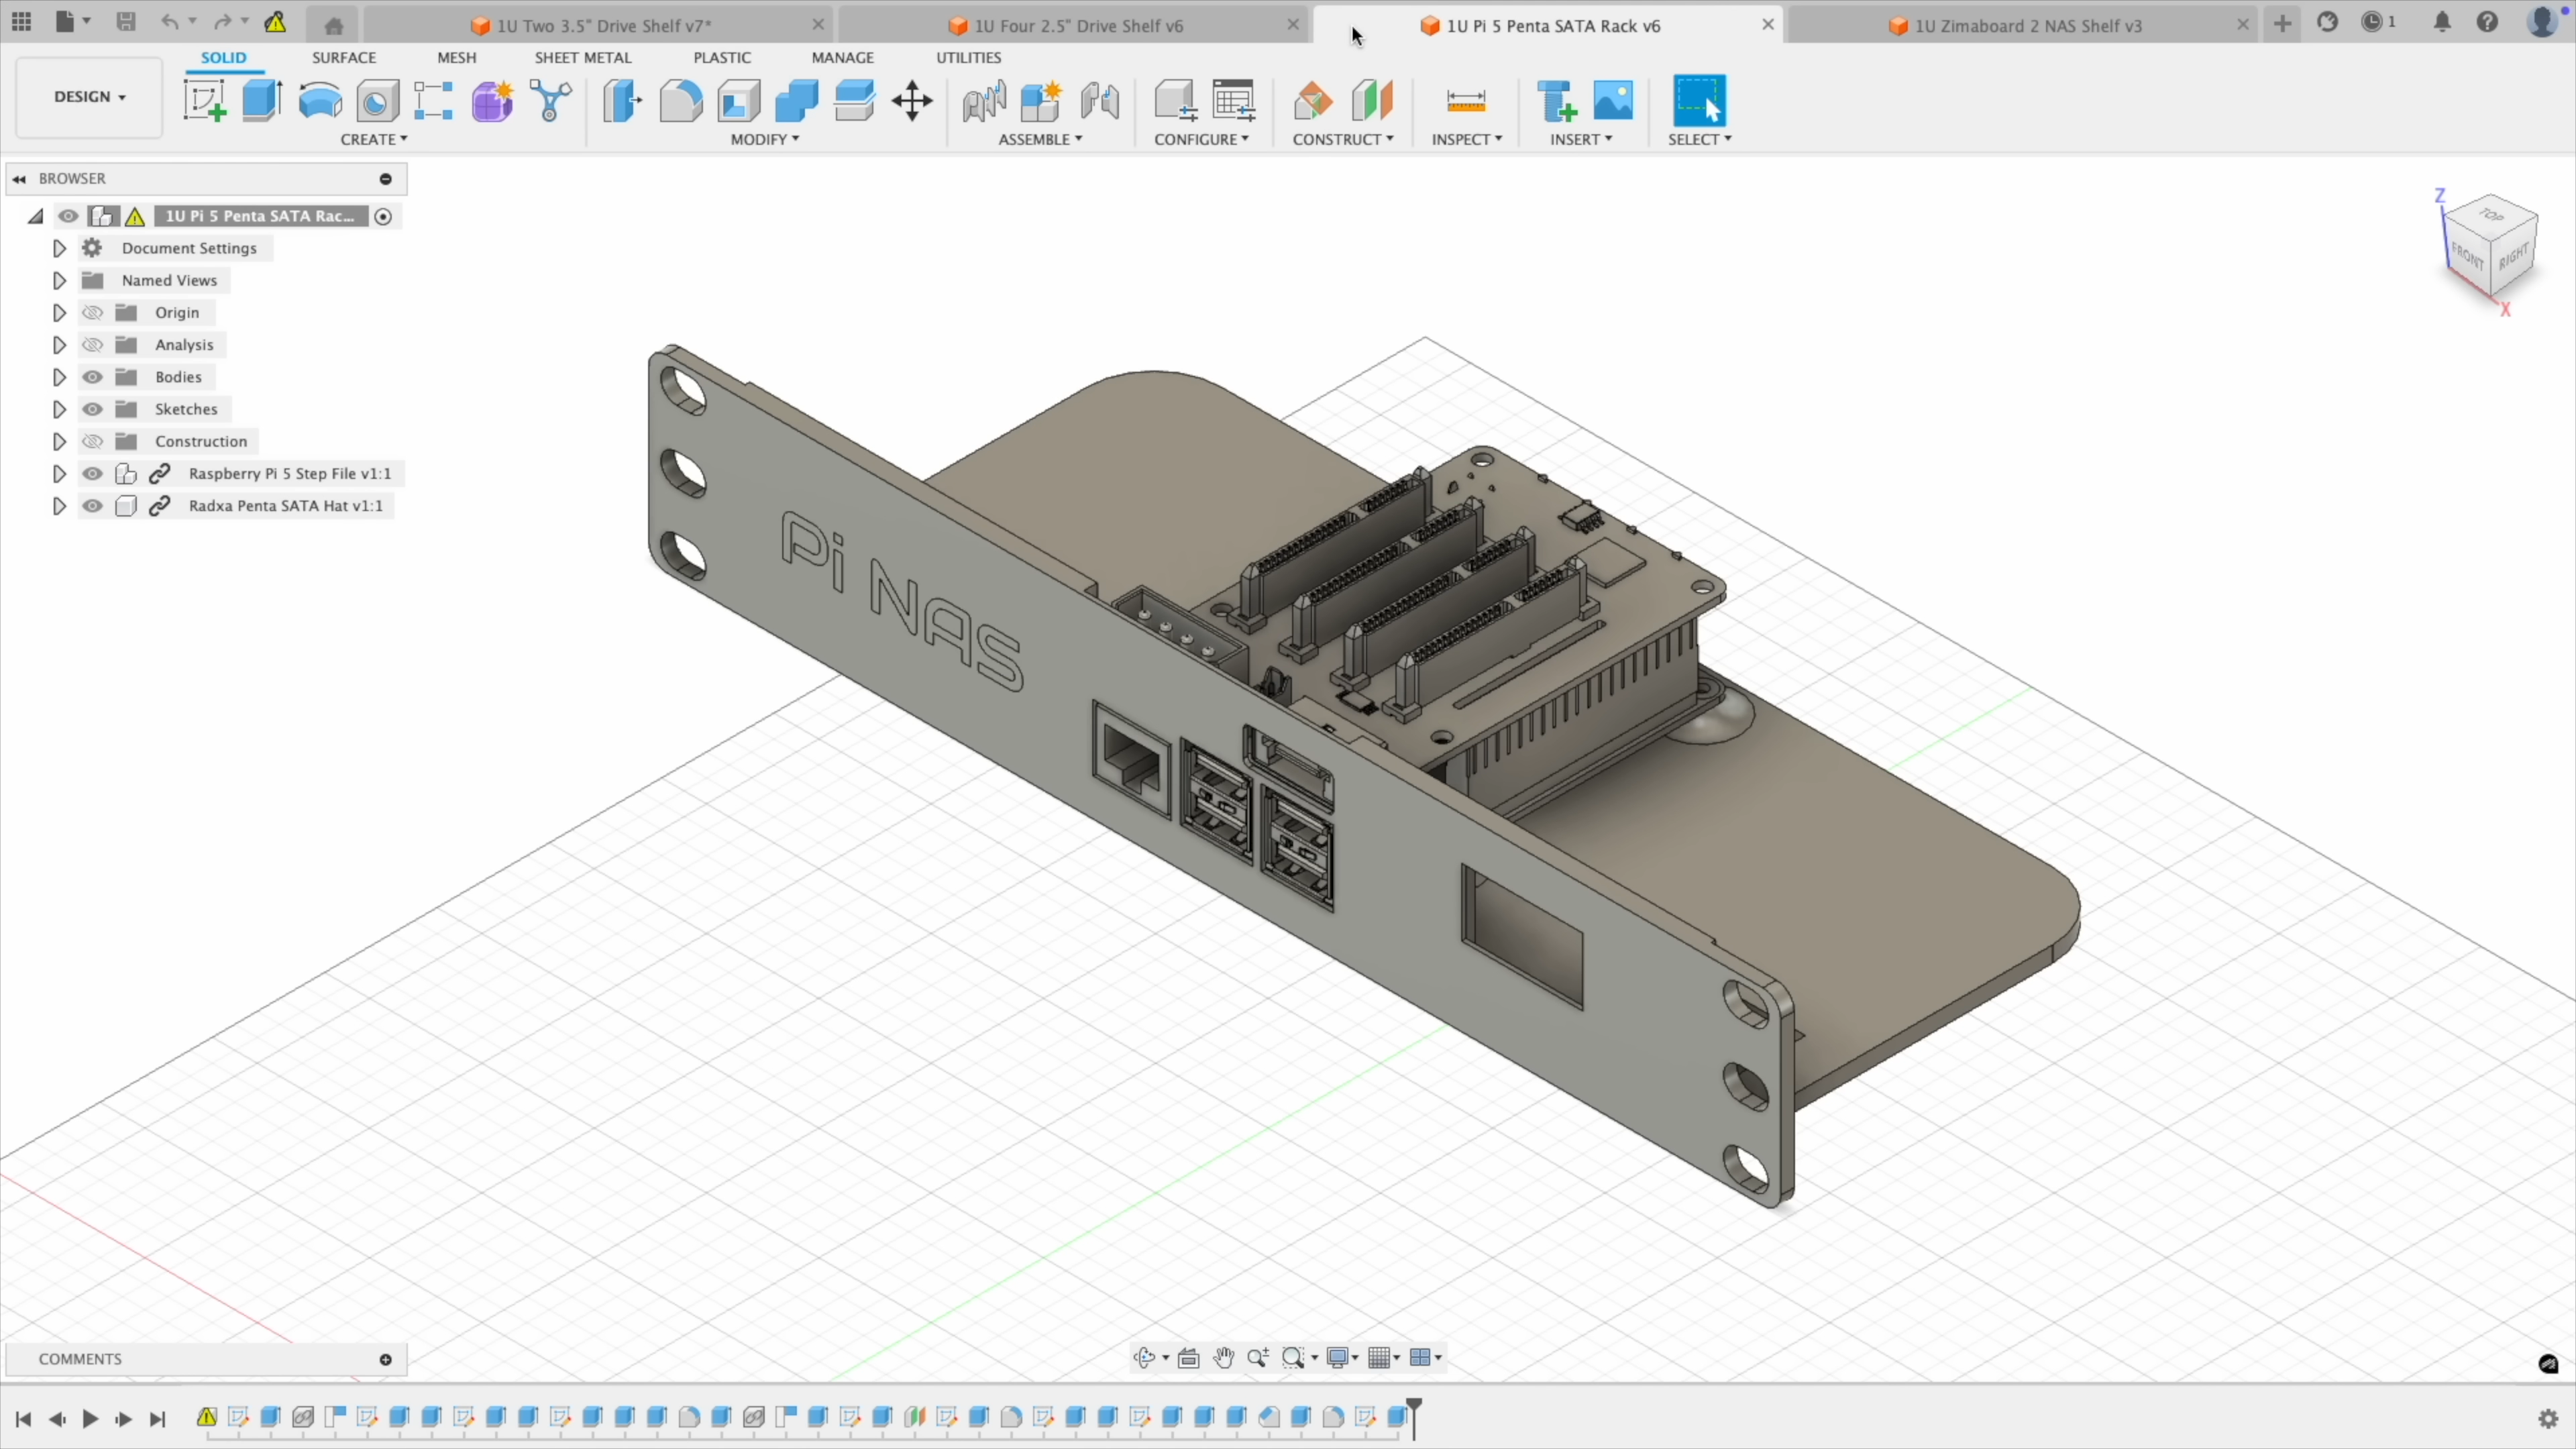 1U Two 3.5" Drive Shelf v7*
1U Four 2.5" Drive Shelf v6
1U Pi 5 Penta SATA Rack v6
1U Zimaboard 2 NAS Shelf v3
1
SOLID
SURFACE
MESH
SHEET METAL
PLASTIC
MANAGE
UTILITIES
DESIGN
CREATE
MODIFY
ASSEMBLE
CONFIGURE
CONSTRUCT
INSPECT
INSERT
SELECT
BROWSER
1U Pi 5 Penta SATA Rac...
Document Settings
Named Views
Origin
Analysis
Bodies
Sketches
Construction
Raspberry Pi 5 Step File v1:1
Radxa Penta SATA Hat v1:1
Z
TOP
FRONT
RIGHT
X
Pi NAS
COMMENTS